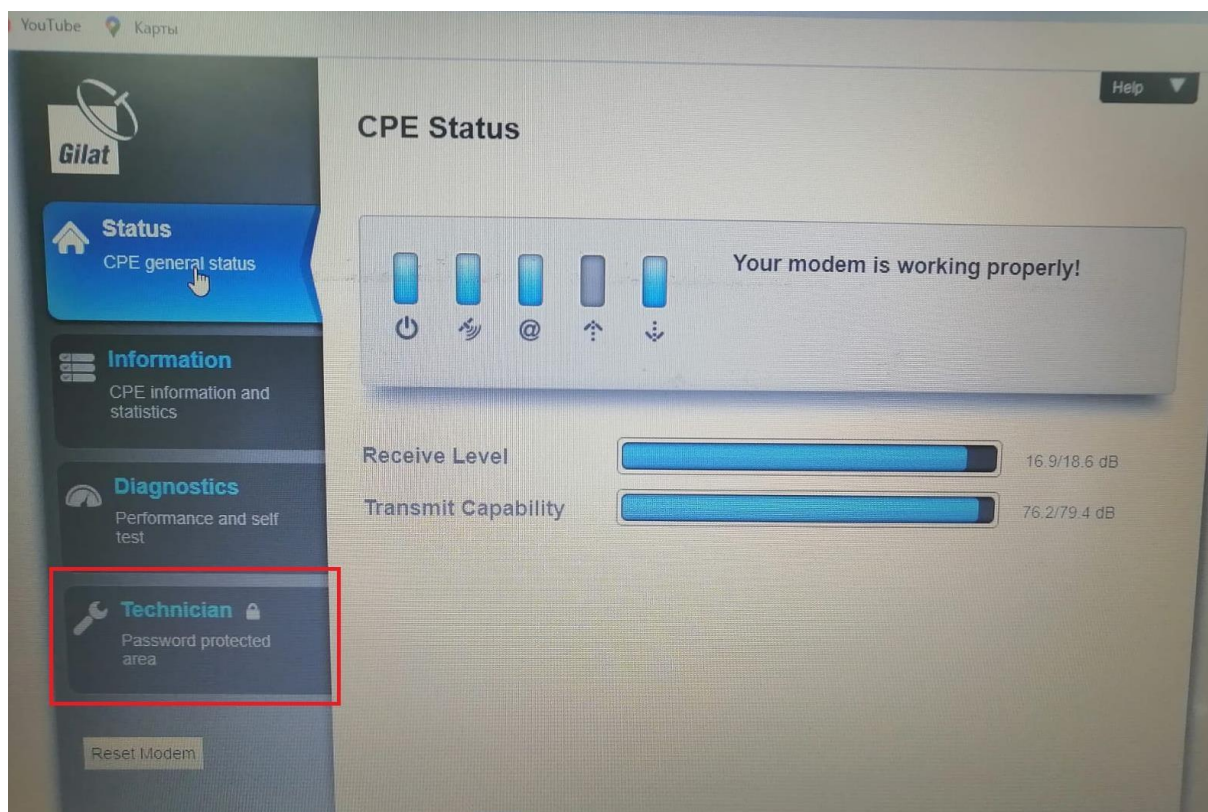 YouTube Карты
Help
Gilat
CPE Status
Status
CPE general status
Your modem is working properly!
@
Information
CPE information and
statistics
Receive Level 16.9/18.6 dB
Transmit Capability 76.2/79.4 dB
Diagnostics
Performance and self
test
Technician
Password protected
area
Reset Modem